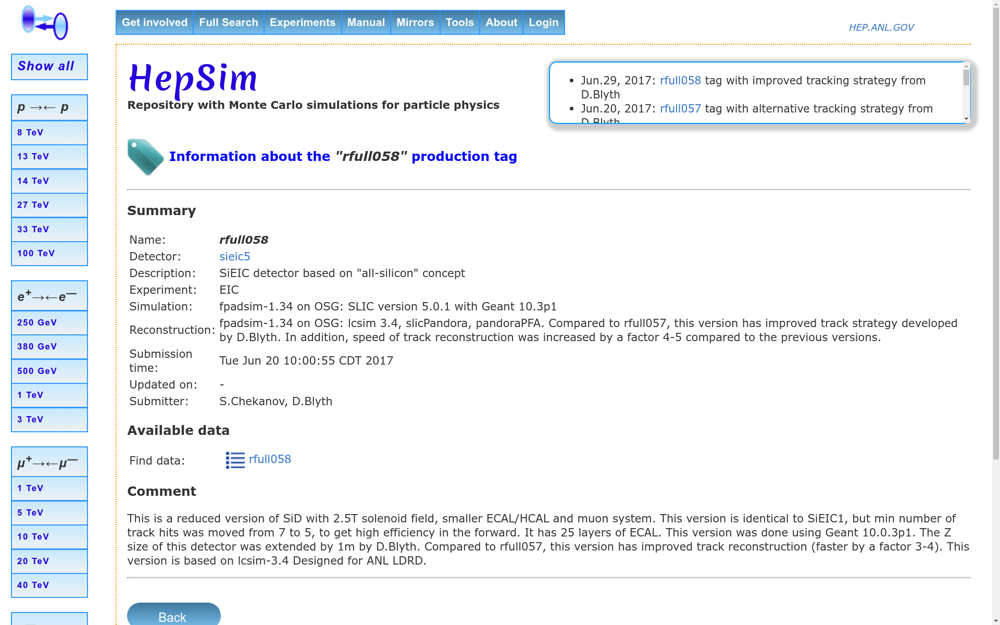 Get involved Full Search Experiments Manual Mirrors Tools About Login
HEP.ANL.GOV
Show all
p →← p
8 TeV
13 TeV
14 TeV
27 TeV
33 TeV
100 TeV
e+→←e—
250 GeV
380 GeV
500 GeV
1 TeV
3 TeV
μ+→←μ—
1 TeV
5 TeV
10 TeV
20 TeV
40 TeV
HepSim
Repository with Monte Carlo simulations for particle physics
• Jun.29, 2017: rfull058 tag with improved tracking strategy from
D.Blyth
• Jun.20, 2017: rfull057 tag with alternative tracking strategy from
D.Blyth
Information about the "rfull058" production tag
Summary
Name: rfull058
Detector: sieic5
Description: SiEIC detector based on "all-silicon" concept
Experiment: EIC
Simulation: fpadsim-1.34 on OSG: SLIC version 5.0.1 with Geant 10.3p1
Reconstruction: fpadsim-1.34 on OSG: lcsim 3.4, slicPandora, pandoraPFA. Compared to rfull057, this version has improved track strategy developed
by D.Blyth. In addition, speed of track reconstruction was increased by a factor 4-5 compared to the previous versions.
Submission
time: Tue Jun 20 10:00:55 CDT 2017
Updated on: -
Submitter: S.Chekanov, D.Blyth
Available data
Find data: rfull058
Comment
This is a reduced version of SiD with 2.5T solenoid field, smaller ECAL/HCAL and muon system. This version is identical to SiEIC1, but min number of
track hits was moved from 7 to 5, to get high efficiency in the forward. It has 25 layers of ECAL. This version was done using Geant 10.0.3p1. The Z
size of this detector was extended by 1m by D.Blyth. Compared to rfull057, this version has improved track reconstruction (faster by a factor 3-4). This
version is based on lcsim-3.4 Designed for ANL LDRD.
Back